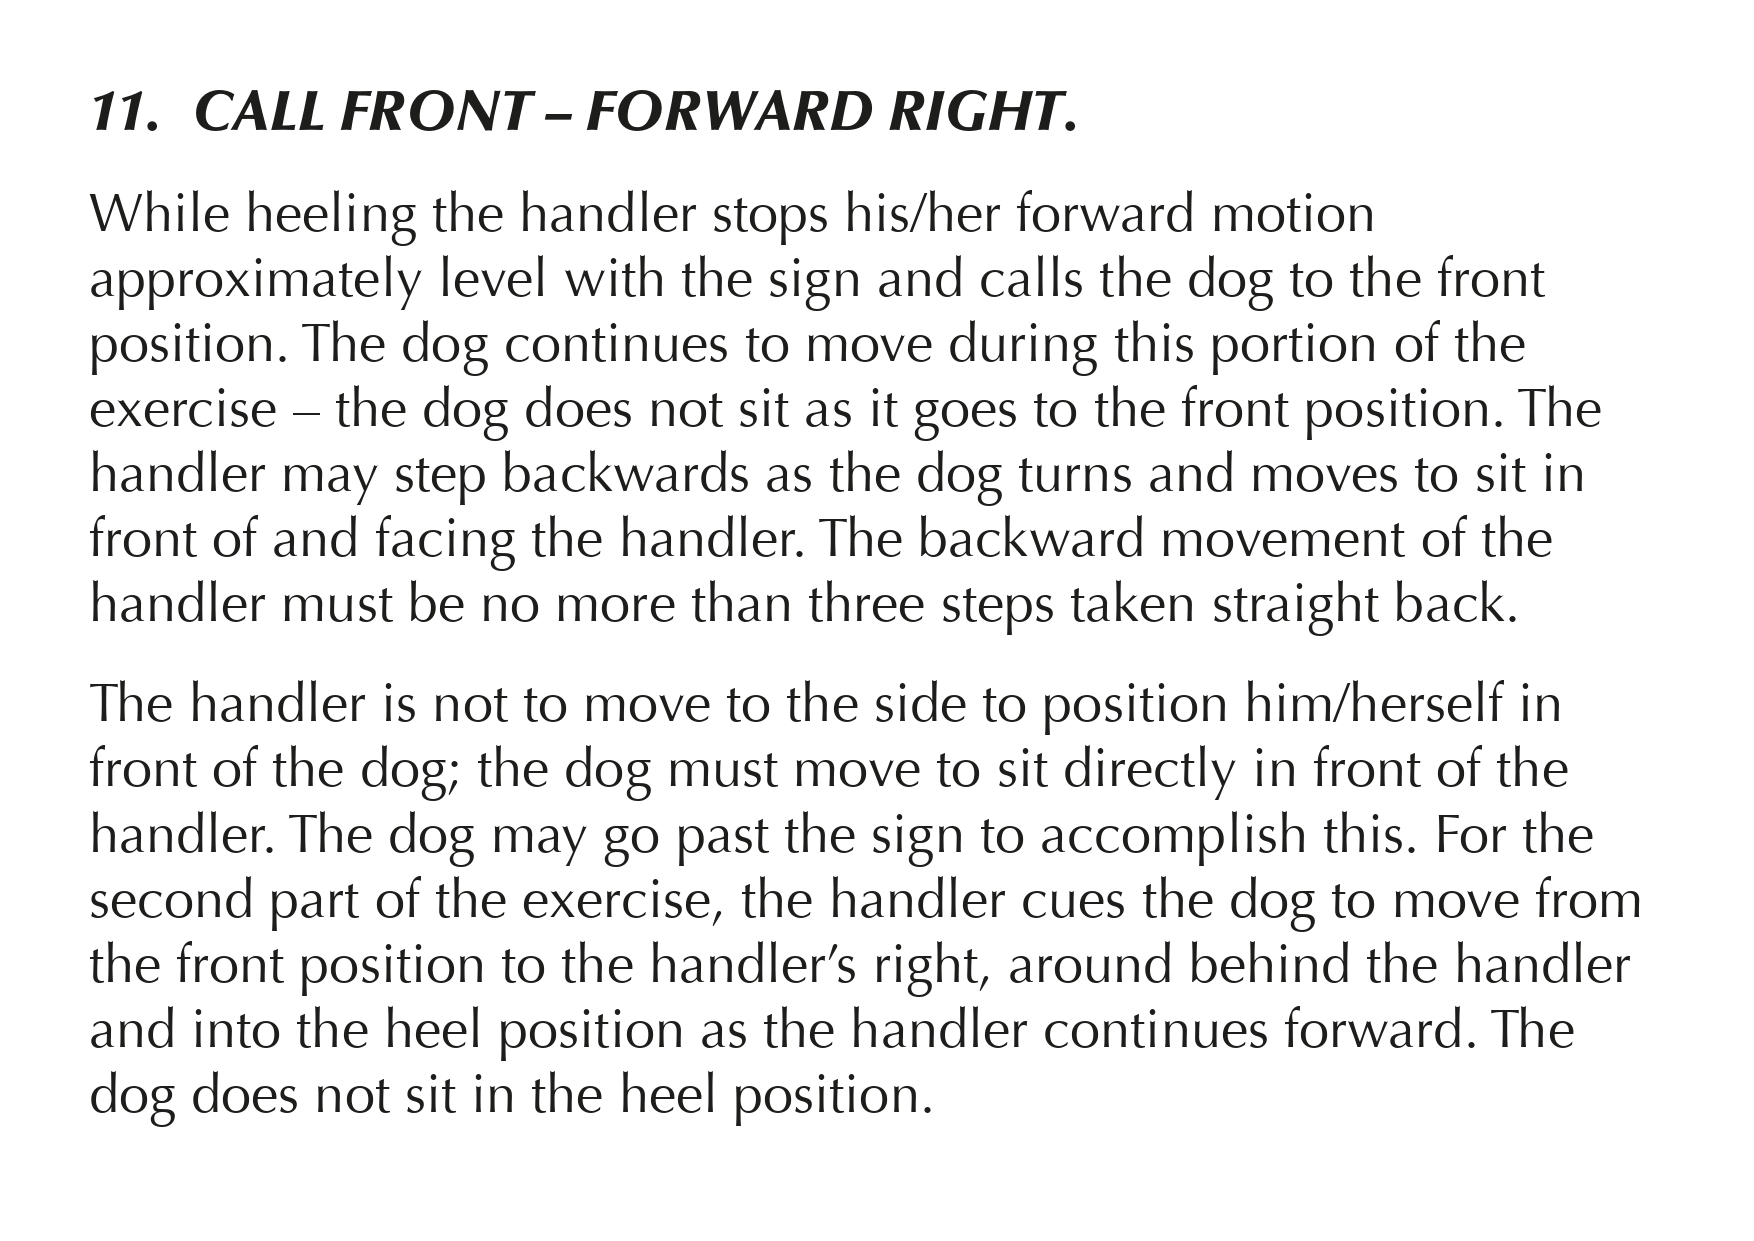 11. CALL FRONT – FORWARD RIGHT.
While heeling the handler stops his/her forward motion
approximately level with the sign and calls the dog to the front
position. The dog continues to move during this portion of the
exercise – the dog does not sit as it goes to the front position. The
handler may step backwards as the dog turns and moves to sit in
front of and facing the handler. The backward movement of the
handler must be no more than three steps taken straight back.
The handler is not to move to the side to position him/herself in
front of the dog; the dog must move to sit directly in front of the
handler. The dog may go past the sign to accomplish this. For the
second part of the exercise, the handler cues the dog to move from
the front position to the handler’s right, around behind the handler
and into the heel position as the handler continues forward. The
dog does not sit in the heel position.